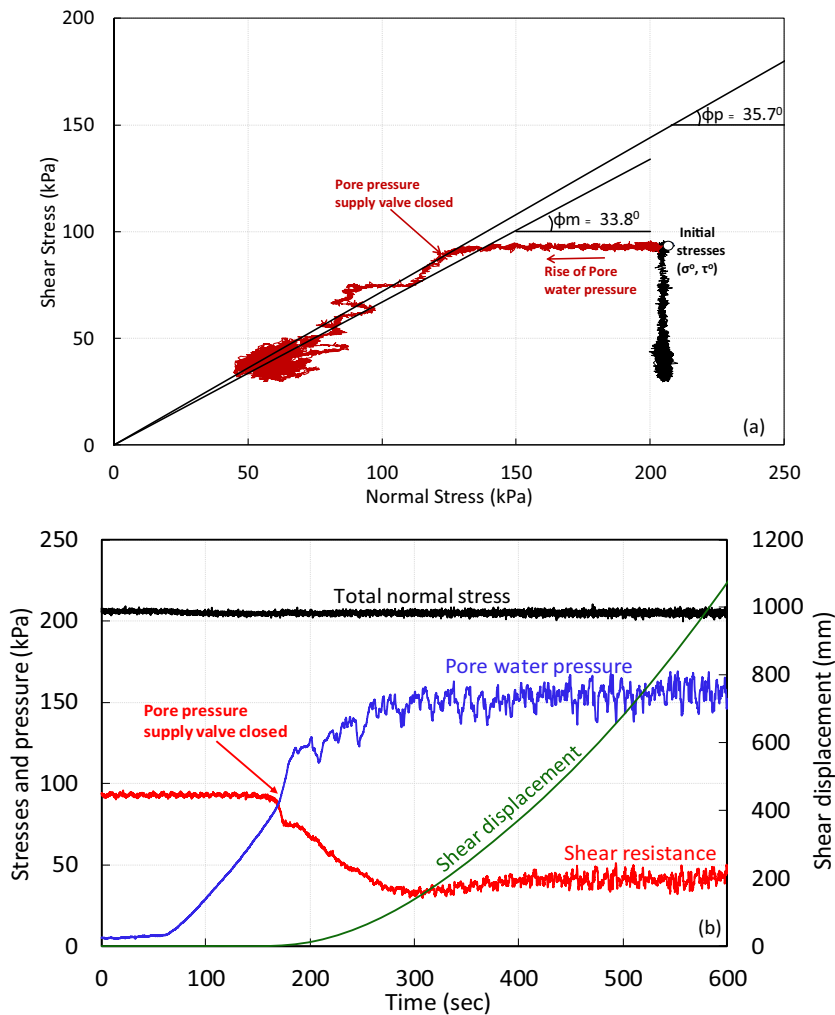 200
150
100
50
0
Shear Stress (kPa)
0
50
100
150
200
250
Normal Stress (kPa)
ϕp = 35.7⁰
Pore pressure
supply valve closed
ϕm = 33.8⁰
Initial
stresses
(σ⁰, τ⁰)
Rise of Pore
water pressure
(a)
250
200
150
100
50
0
Stresses and pressure (kPa)
1200
1000
800
600
400
200
0
Shear displacement (mm)
Total normal stress
Pore water pressure
Pore pressure
supply valve closed
Shear displacement
Shear resistance
(b)
0
100
200
300
400
500
600
Time (sec)